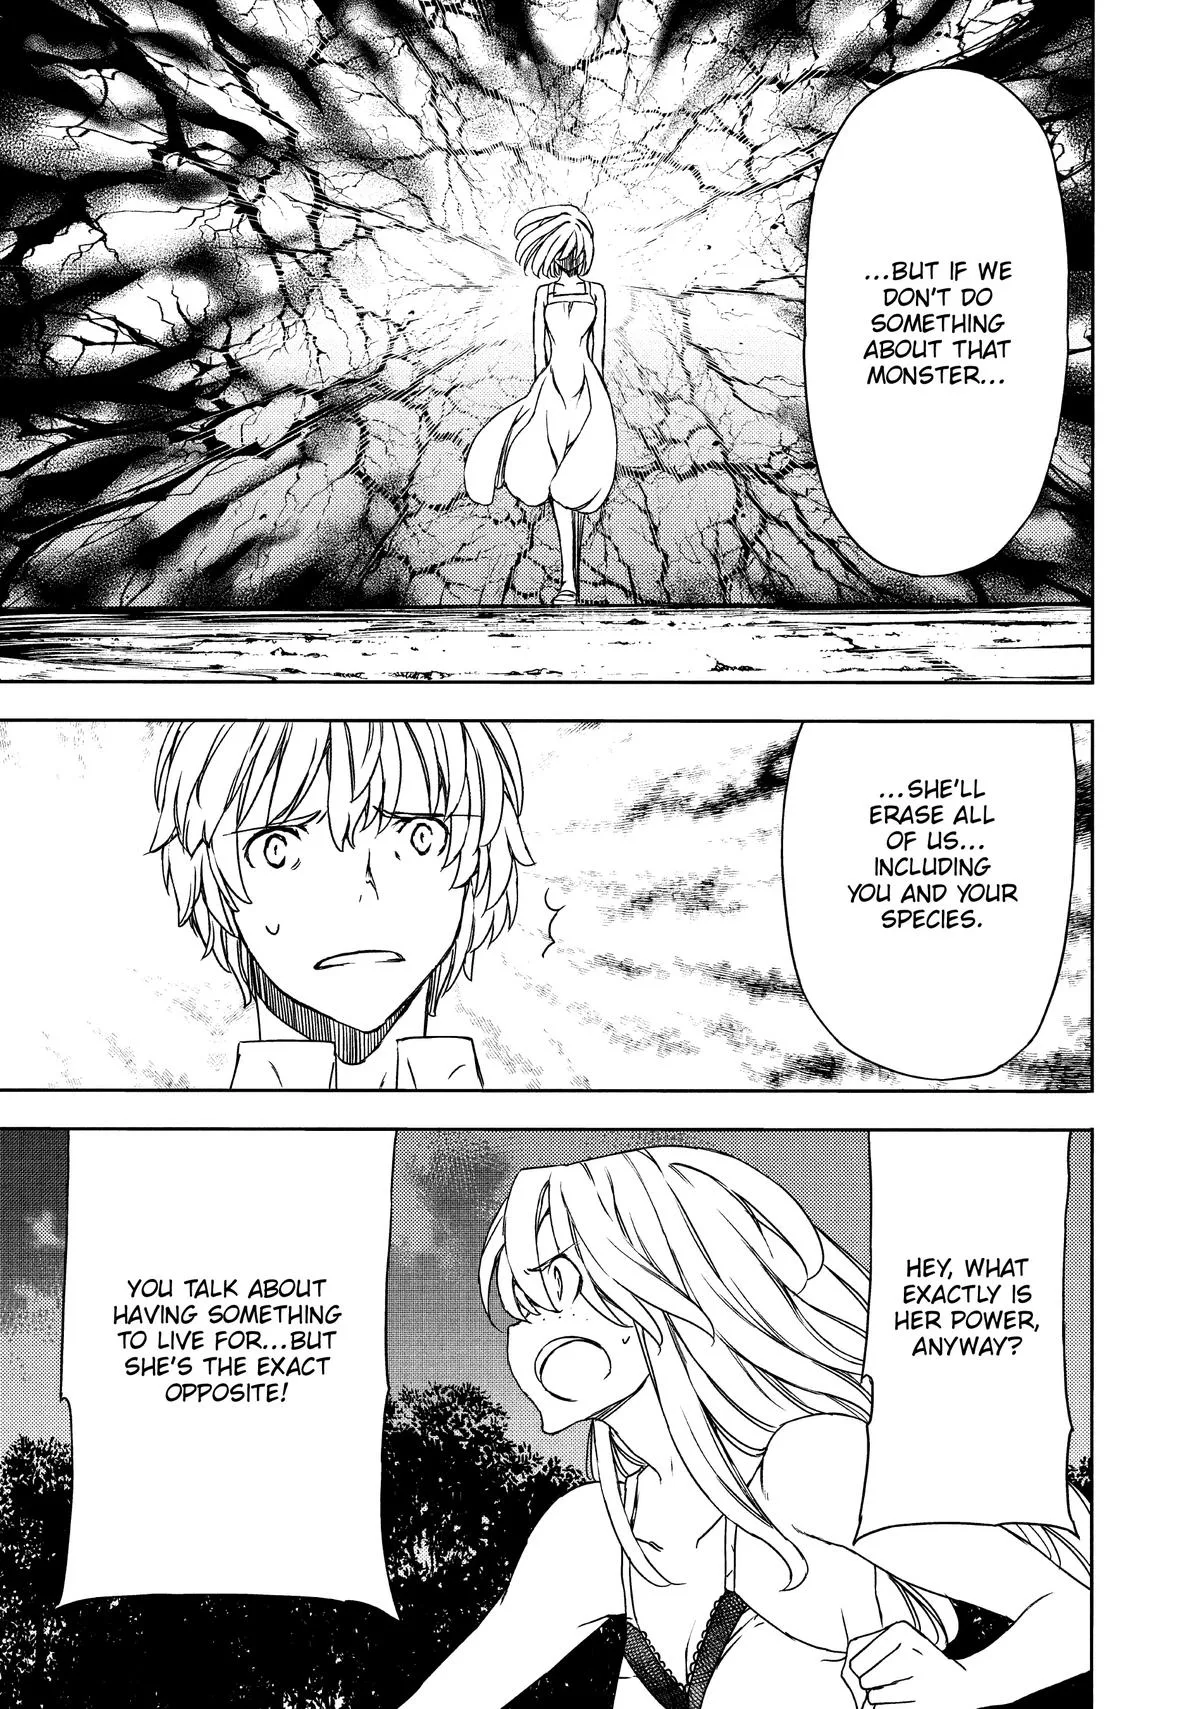 ...BUT IF WE
DON'T DO
SOMETHING
ABOUT THAT
MONSTER...
...SHE'LL
ERASE ALL
OF US...
INCLUDING
YOU AND YOUR
SPECIES.
HEY, WHAT
EXACTLY IS
HER POWER,
ANYWAY?
YOU TALK ABOUT
HAVING SOMETHING
TO LIVE FOR...BUT
SHE'S THE EXACT
OPPOSITE!